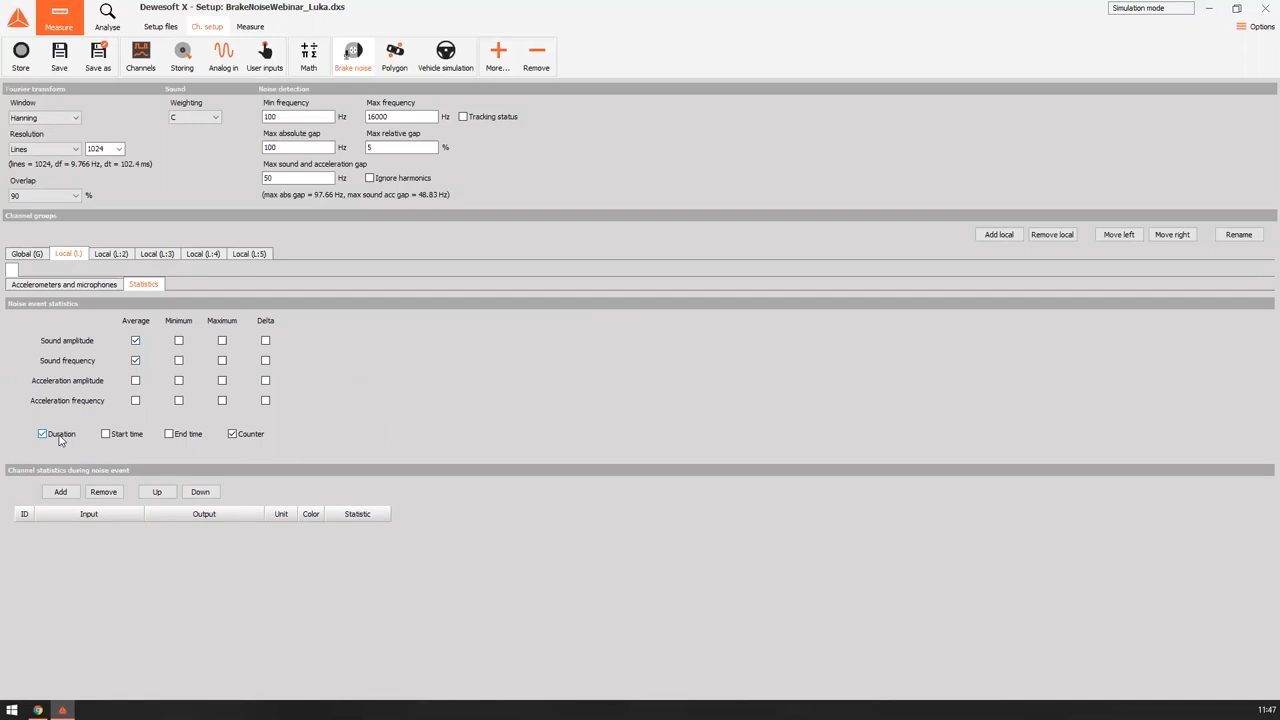 Dewesoft X - Setup: BrakeNoiseWebinar_Luka.dxs
Simulation mode
Measure Analyse Setup files Ch. setup Measure
Options
Store Save Save as Channels Storing Analog in User inputs Math Brake noise Polygon Vehicle simulation More... Remove
Fourier transform Sound Noise detection
Window Weighting Min frequency Max frequency
Hanning C 100 Hz 16000 Hz Tracking status
Resolution Max absolute gap Max relative gap
Lines 1024 100 Hz 5 %
(lines = 1024, df = 9.766 Hz, dt = 102.4 ms) Max sound and acceleration gap
Overlap 50 Hz Ignore harmonics
90 % (max abs gap = 97.66 Hz, max sound acc gap = 48.83 Hz)
Channel groups
Add local Remove local Move left Move right Rename
Global (G) Local (L) Local (L:2) Local (L:3) Local (L:4) Local (L:5)
Accelerometers and microphones Statistics
Noise event statistics
Average Minimum Maximum Delta
Sound amplitude
Sound frequency
Acceleration amplitude
Acceleration frequency
Duration Start time End time Counter
Channel statistics during noise event
Add Remove Up Down
ID Input Output Unit Color Statistic
11:47